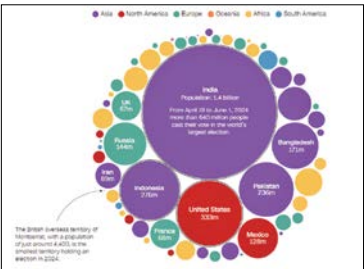 Asia North America Europe Oceania Africa South America
India
Population: 1.4 billion
From April 19 to June 1, 2024
more than 640 million people
cast their vote in the world's
largest election
UK
67m
Russia
144m
Bangladesh
171m
Iran
89m
Indonesia
276m
Pakistan
236m
United States
333m
France
68m
Mexico
128m
The British overseas territory of
Montserrat, with a population
of just around 4,400, is the
smallest territory holding an
election in 2024.